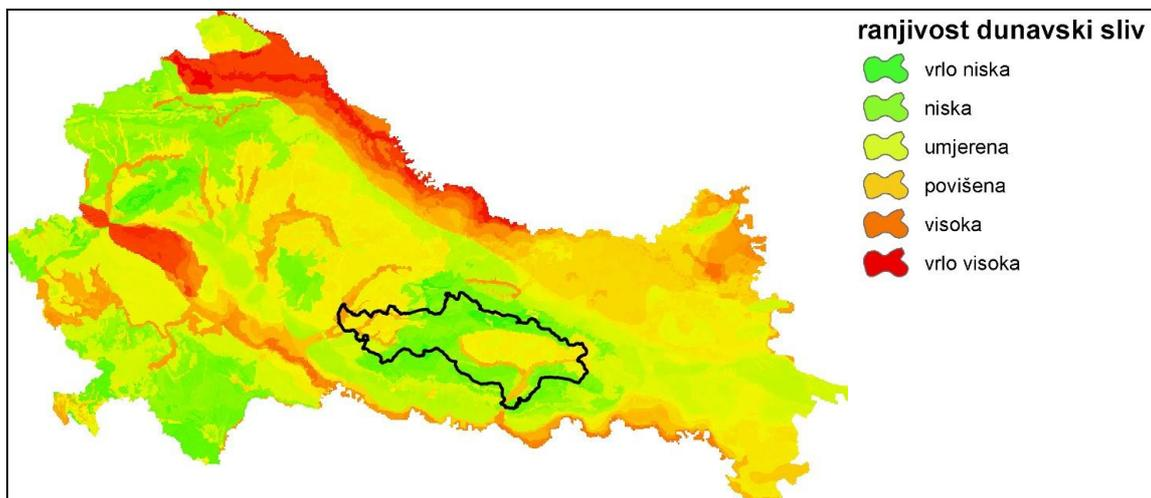 ranjivost dunavski sliv
vrlo niska
niska
umjerena
povišena
visoka
vrlo visoka